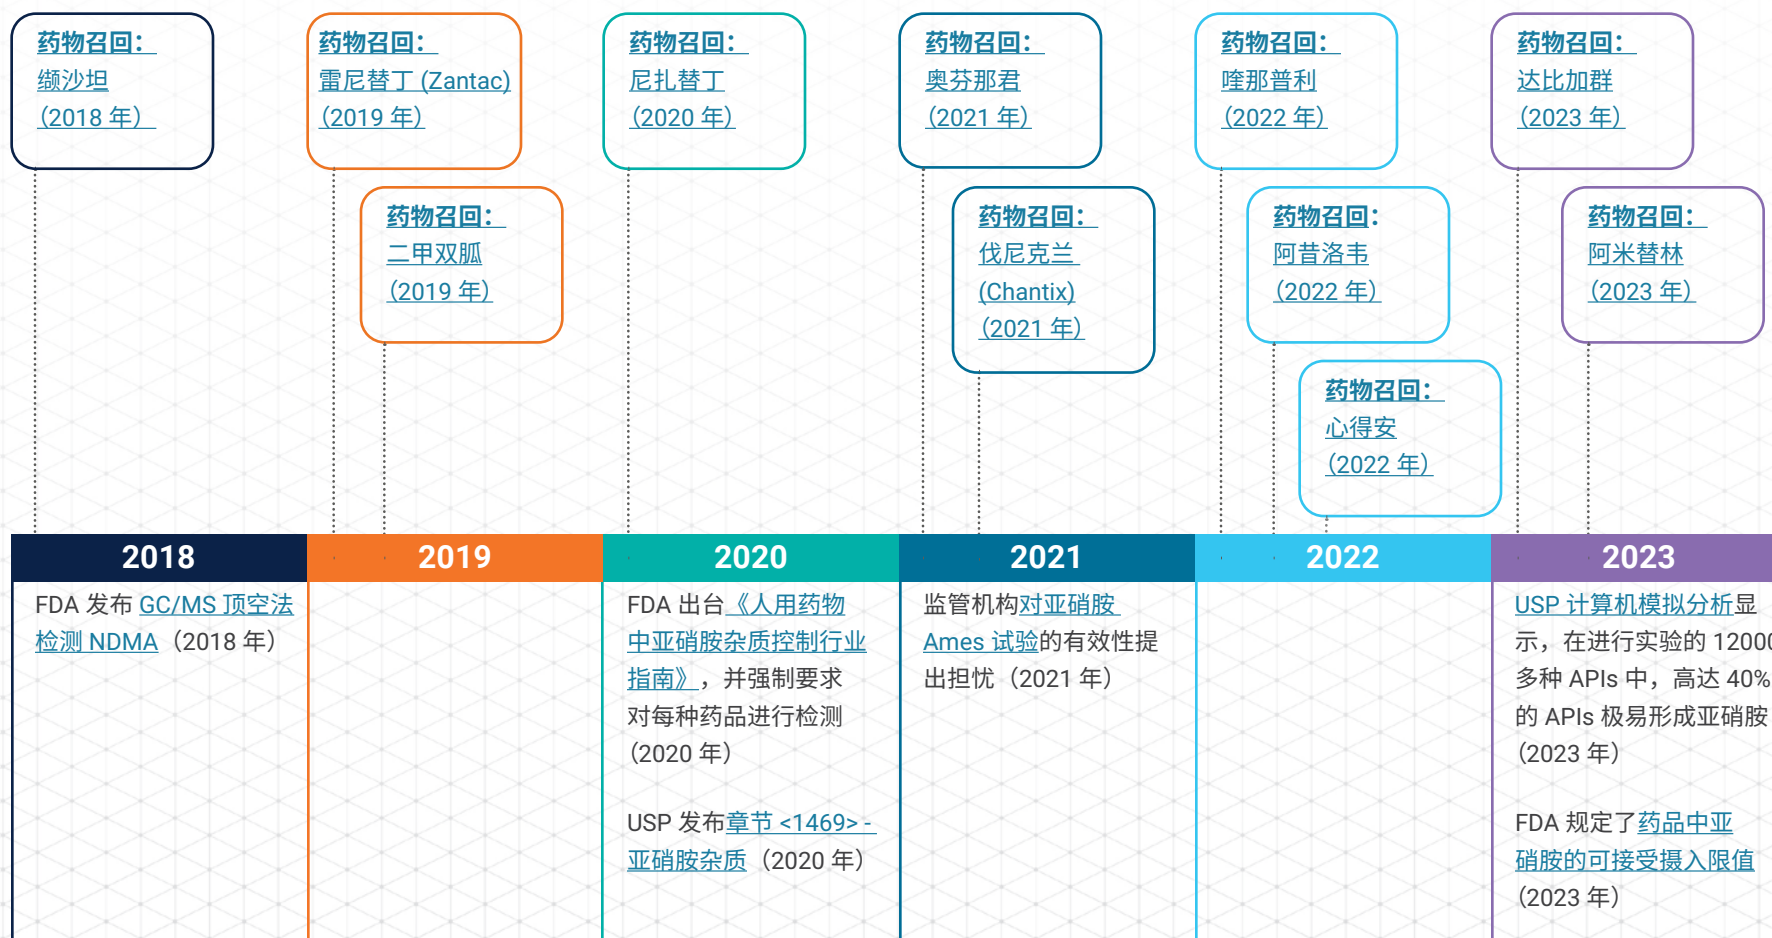 药物召回：
缬沙坦
（2018 年）
药物召回：
雷尼替丁 (Zantac)
（2019 年）
药物召回：
尼扎替丁
（2020 年）
药物召回：
奥芬那君
（2021 年）
药物召回：
喹那普利
（2022 年）
药物召回：
达比加群
（2023 年）
药物召回：
二甲双胍
（2019 年）
药物召回：
伐尼克兰
(Chantix)
（2021 年）
药物召回：
阿昔洛韦
（2022 年）
药物召回：
阿米替林
（2023 年）
药物召回：
心得安
（2022 年）
2018
2019
2020
2021
2022
2023
FDA 发布 GC/MS 顶空法
检测 NDMA（2018 年）
FDA 出台《人用药物
中亚硝胺杂质控制行业
指南》，并强制要求
对每种药品进行检测
（2020 年）
USP 发布章节 <1469> -
亚硝胺杂质（2020 年）
监管机构对亚硝胺
Ames 试验的有效性提
出担忧（2021 年）
USP 计算机模拟分析显
示，在进行实验的 12000
多种 APIs 中，高达 40%
的 APIs 极易形成亚硝胺
（2023 年）
FDA 规定了药品中亚
硝胺的可接受摄入限值
（2023 年）